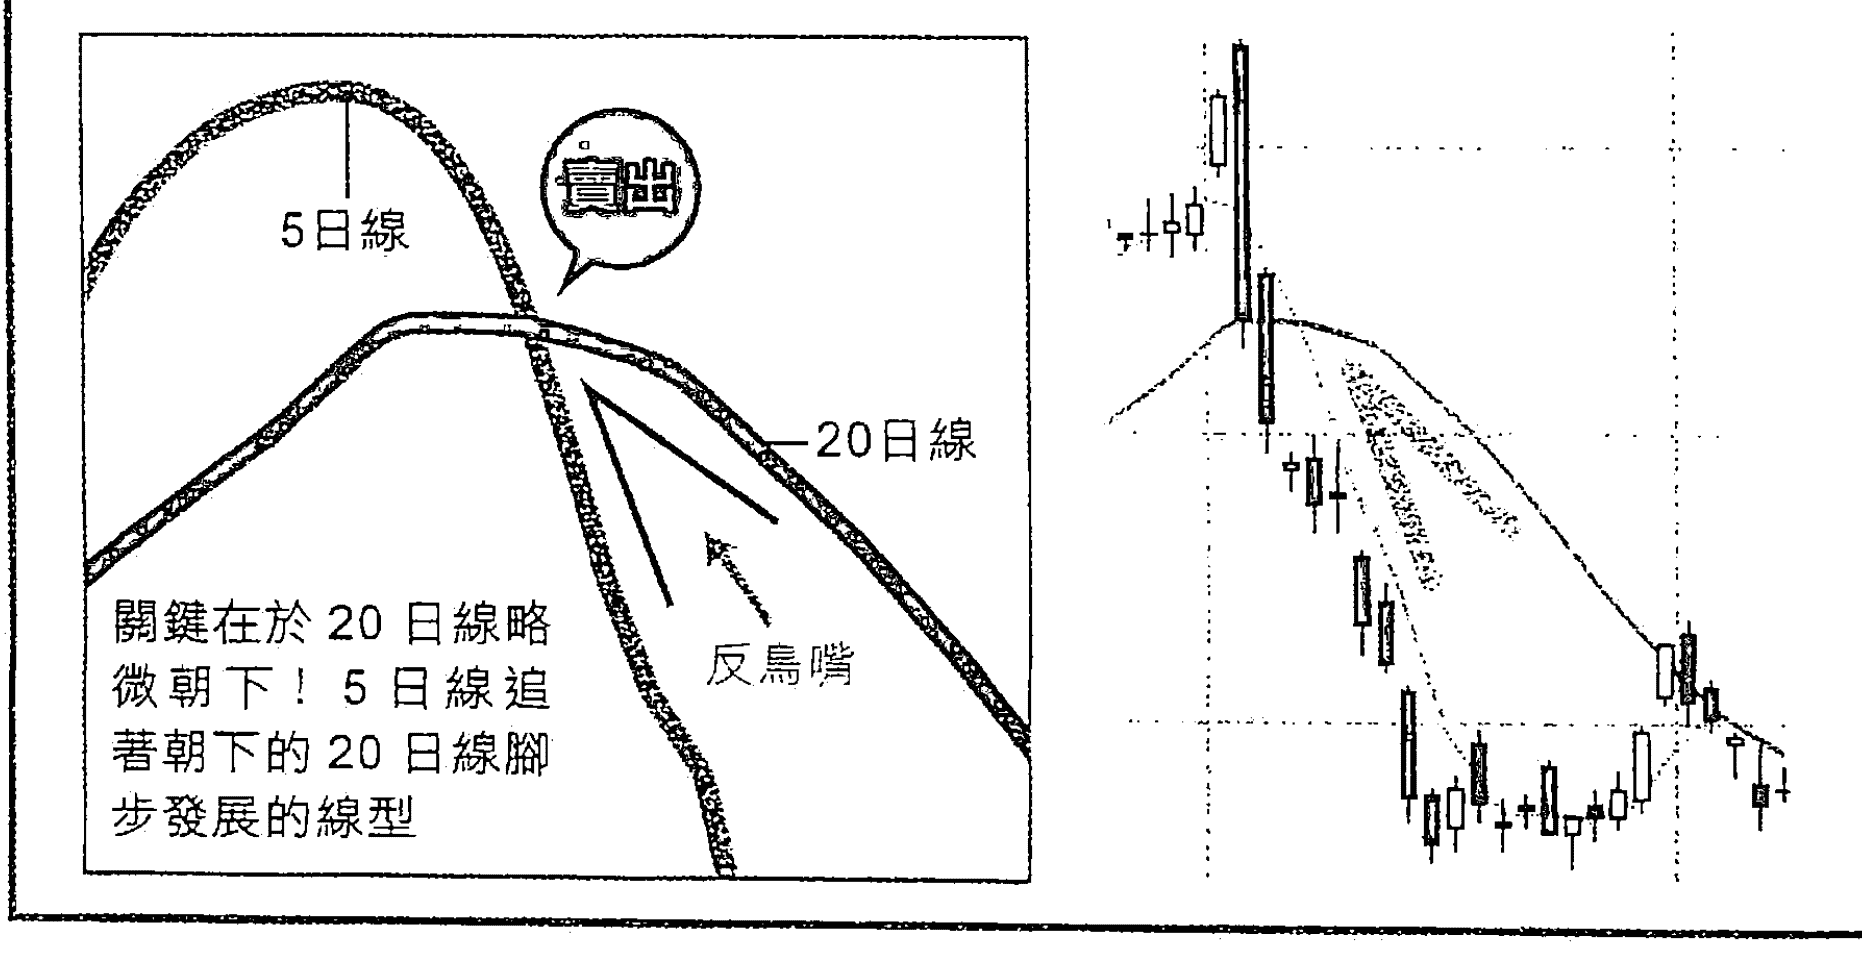 5日線
賣出
20日線
反鳥嘴
關鍵在於 20 日線略
微朝下！ 5 日線追
著朝下的 20 日線腳
步發展的線型